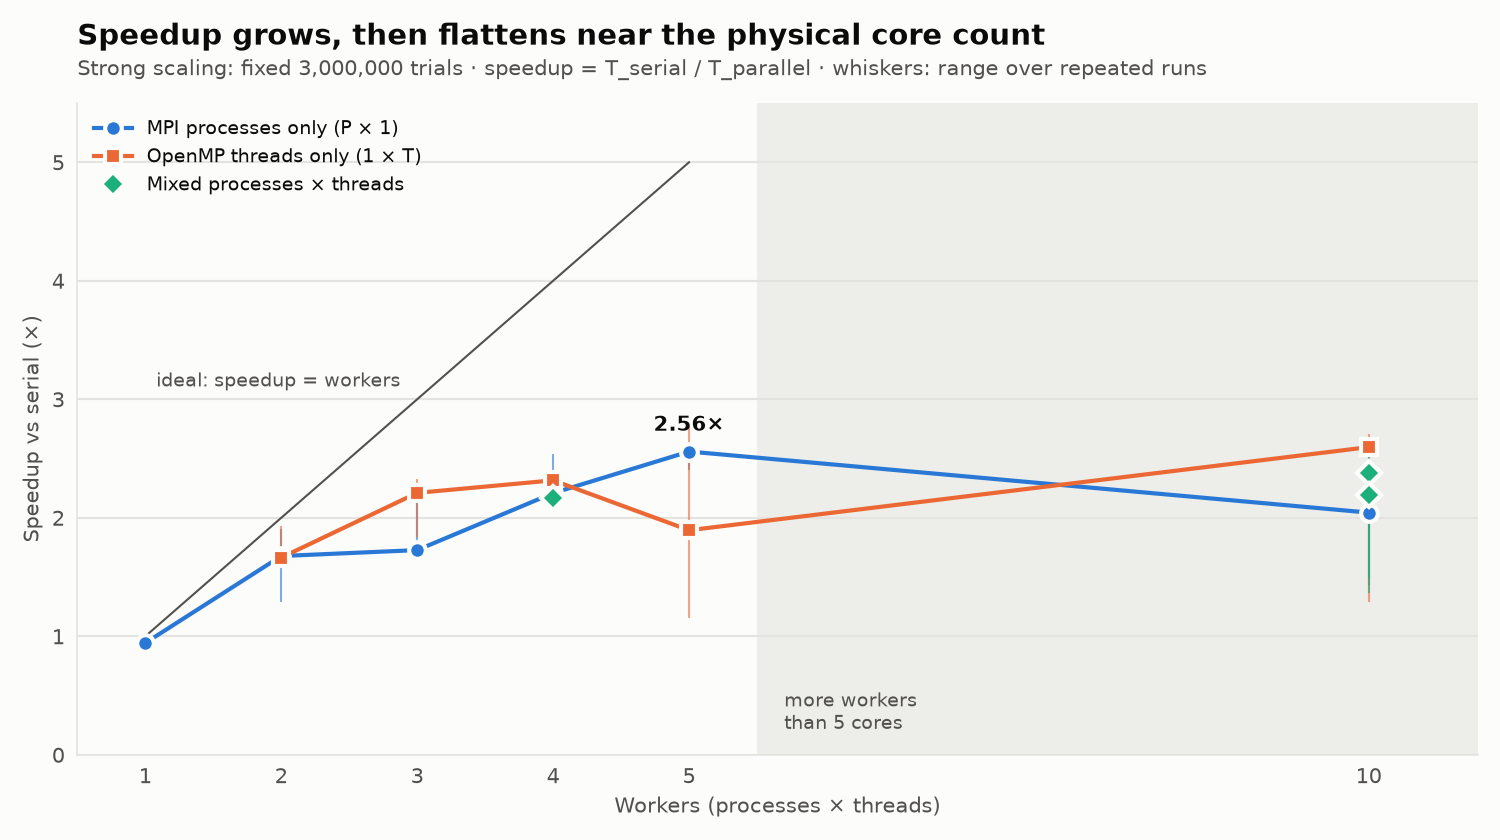 Speedup grows, then flattens near the physical core count
Strong scaling: fixed 3,000,000 trials · speedup = T_serial / T_parallel · whiskers: range over repeated runs
MPI processes only (P × 1)
OpenMP threads only (1 × T)
Mixed processes × threads
5
4
3
2
1
0
Speedup vs serial (×)
ideal: speedup = workers
2.56×
more workers
than 5 cores
1
2
3
4
5
10
Workers (processes × threads)